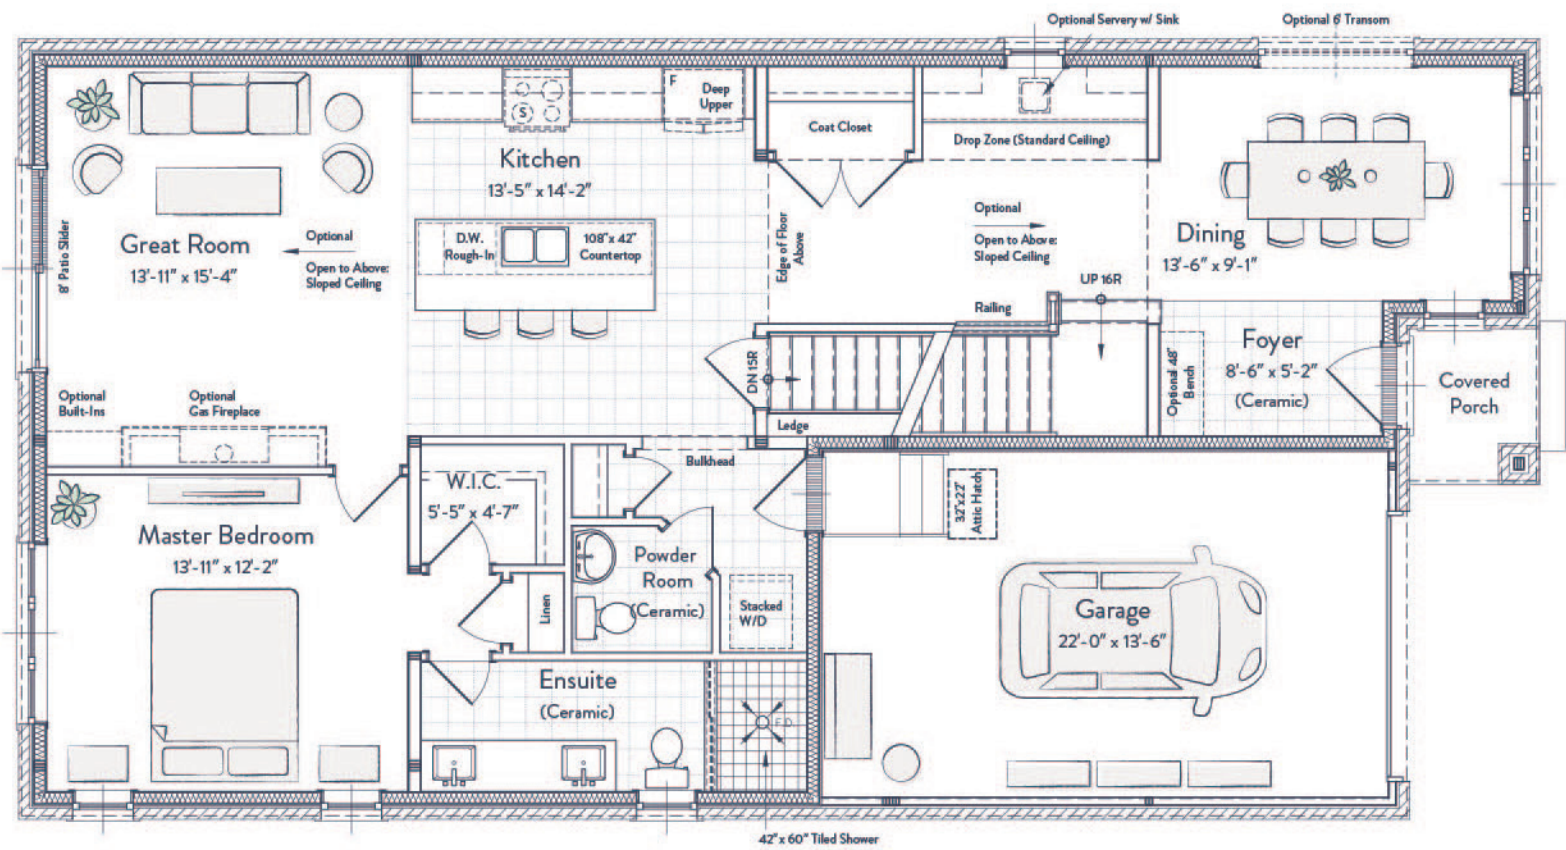 Optional Servery w/ Sink
Optional 6' Transom
F
Deep
Upper
S
Coat Closet
Drop Zone (Standard Ceiling)
Kitchen
13'-5" x 14'-2"
8' Patio Slider
Great Room
13'-11" x 15'-4"
Optional
Open to Above:
Sloped Ceiling
D.W.
Rough-In
108"x 42"
Countertop
Edge of Floor
Above
Optional
Open to Above:
Sloped Ceiling
Dining
13'-6" x 9'-1"
UP 16R
Railing
DN 15R
Ledge
Optional 48"
Bench
Foyer
8'-6" x 5'-2"
(Ceramic)
Covered
Porch
Optional
Built-Ins
Optional
Gas Fireplace
Bulkhead
W.I.C.
5'-5" x 4'-7"
32"x22"
Attic Hatch
Master Bedroom
13'-11" x 12'-2"
Powder
Room
(Ceramic)
Linen
Stacked
W/D
Garage
22'-0" x 13'-6"
Ensuite
(Ceramic)
F.D.
42" x 60" Tiled Shower